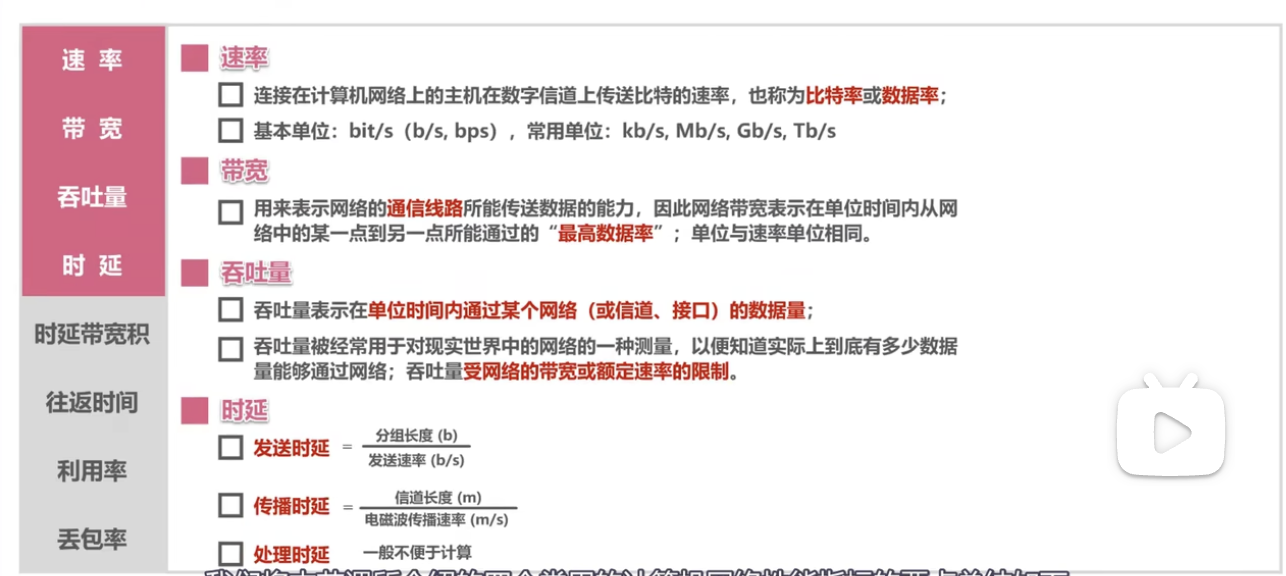 速 率
带 宽
吞吐量
时 延
时延带宽积
往返时间
利用率
丢包率
速率
连接在计算机网络上的主机在数字信道上传送比特的速率，也称为比特率或数据率；
基本单位：bit/s（b/s, bps），常用单位：kb/s, Mb/s, Gb/s, Tb/s
带宽
用来表示网络的通信线路所能传送数据的能力，因此网络带宽表示在单位时间内从网
络中的某一点到另一点所能通过的“最高数据率”；单位与速率单位相同。
吞吐量
吞吐量表示在单位时间内通过某个网络（或信道、接口）的数据量；
吞吐量被经常用于对现实世界中的网络的一种测量，以便知道实际上到底有多少数据
量能够通过网络；吞吐量受网络的带宽或额定速率的限制。
时延
发送时延 = 分组长度 (b)
发送速率 (b/s)
传播时延 = 信道长度 (m)
电磁波传播速率 (m/s)
处理时延 一般不便于计算